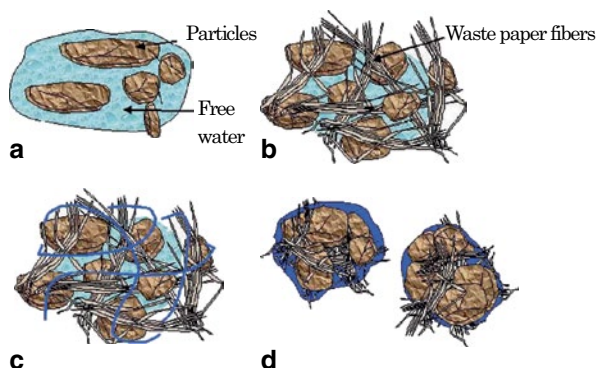 Particles
Free
water
a
Waste paper fibers
b
c
d